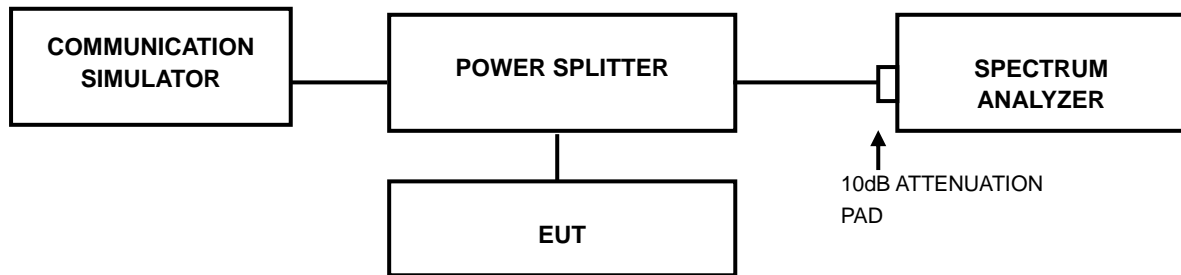 COMMUNICATION
SIMULATOR
POWER SPLITTER
SPECTRUM
ANALYZER
10dB ATTENUATION
PAD
EUT